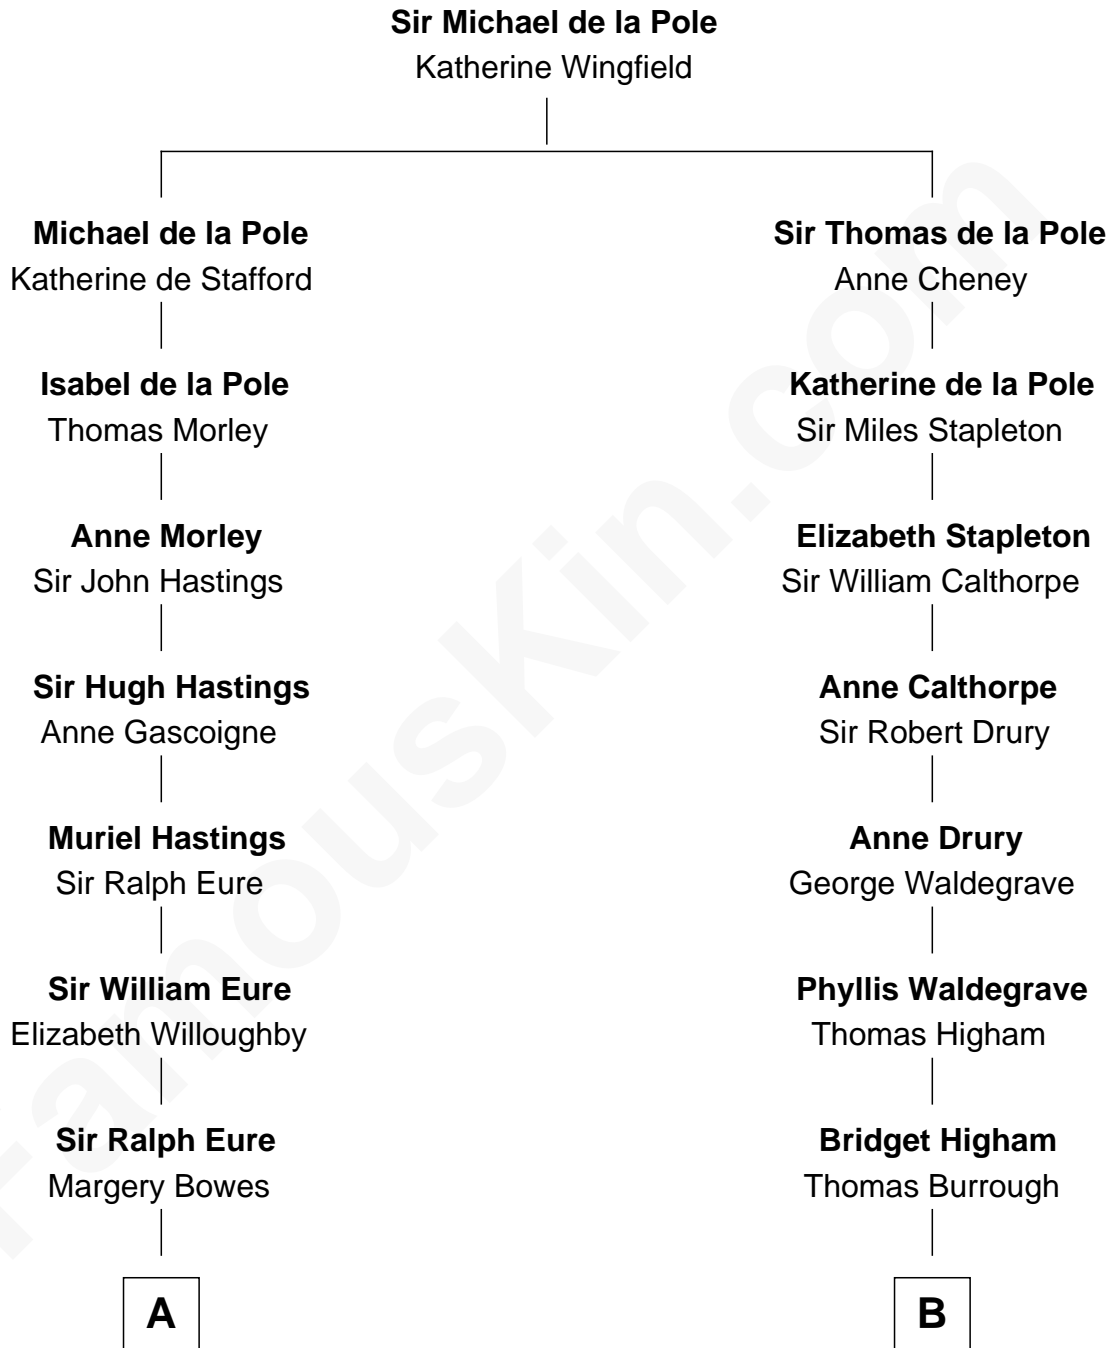 Sir Michael de la Pole
Katherine Wingfield
Michael de la Pole
Katherine de Stafford
Sir Thomas de la Pole
Anne Cheney
Isabel de la Pole
Thomas Morley
Katherine de la Pole
Sir Miles Stapleton
Anne Morley
Sir John Hastings
Elizabeth Stapleton
Sir William Calthorpe
Sir Hugh Hastings
Anne Gascoigne
Anne Calthorpe
Sir Robert Drury
Muriel Hastings
Sir Ralph Eure
Anne Drury
George Waldegrave
Sir William Eure
Elizabeth Willoughby
Phyllis Waldegrave
Thomas Higham
Sir Ralph Eure
Margery Bowes
Bridget Higham
Thomas Burrough
A
B
FamousKin.com